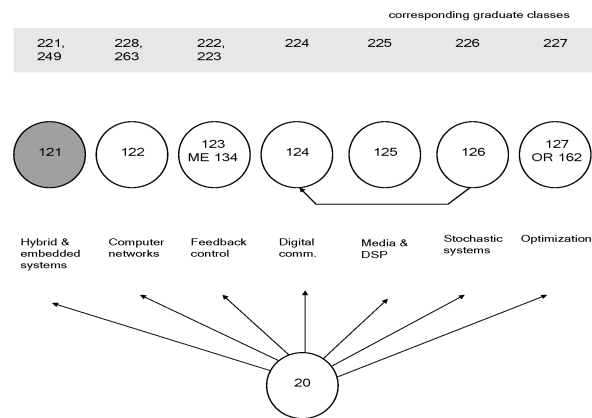 corresponding graduate classes
221, 228, 222, 224 225 226 227
249 263 223
121 122 123 124 125 126 127
ME 134 OR 162
Hybrid & Computer Feedback Digital Media & Stochastic Optimization
embedded networks control comm. DSP systems
systems
20